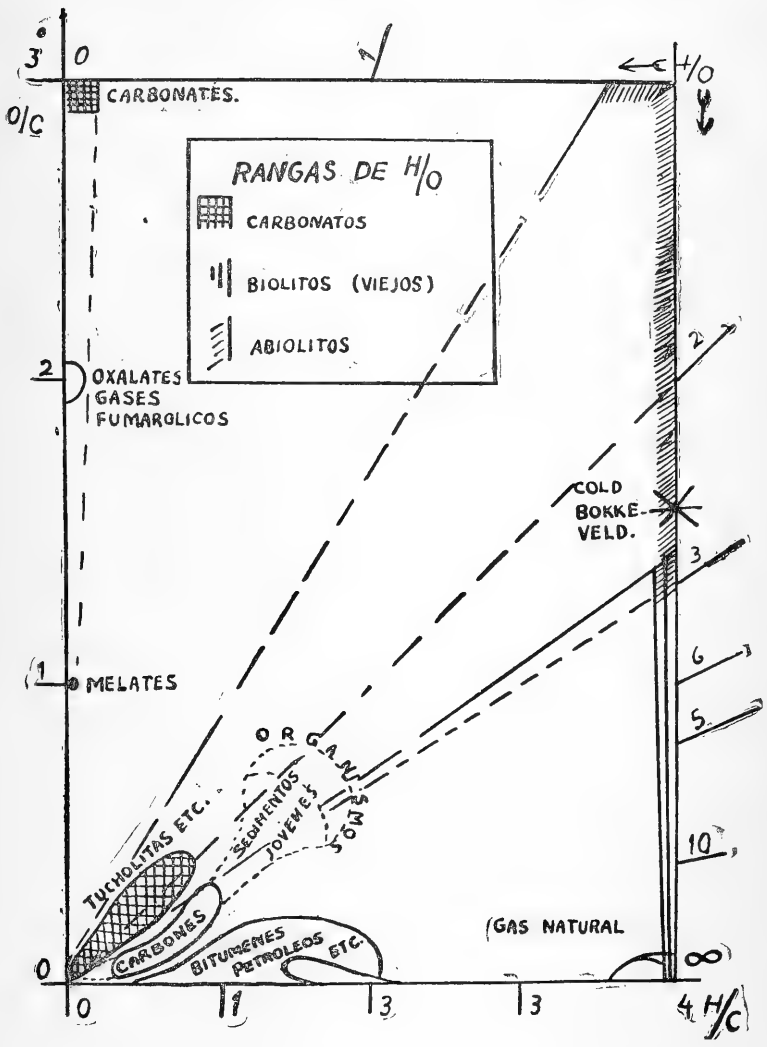 3 0 1 H/O
O/C
CARBONATES.
RANGAS DE H/O
CARBONATOS
BIOLITOS (VIEJOS)
ABIOLITOS
2
2 OXALATES
GASES
FUMAROLICOS
COLD
BOKKE-
VELD.
3
1 MELATES
6
5
ORGANISMOS
SEDIMENTOS
JOVENES
TUCHOLITAS ETC.
10
CARBONES
BITUMENES
PETROLEOS ETC.
GAS NATURAL
∞
0
0 1 3 3 4 H/C